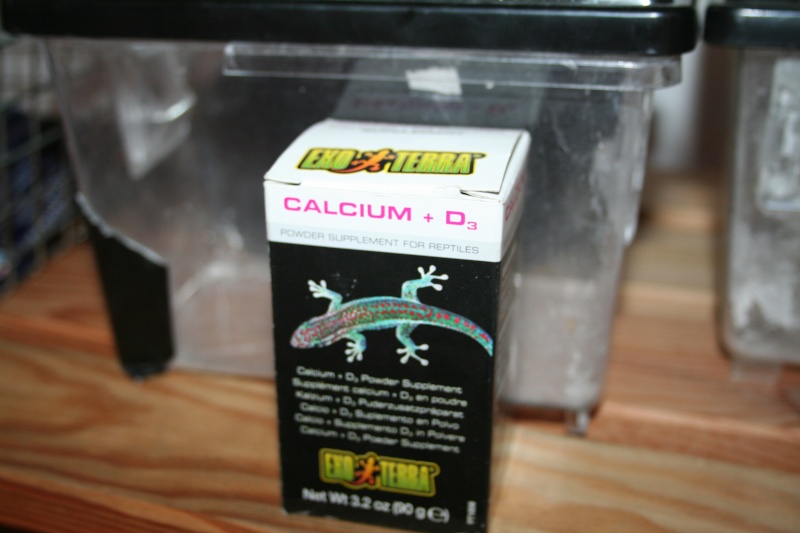 EXO TERRA
CALCIUM + D3
POWDER SUPPLEMENT FOR REPTILES
Calcium + D3 Powder Supplement
Supplément calcium + D3 en poudre
Kalzium + D3 Puderzusatzpräparat
Calcio + D3 Suplemento en Polvo
Calcio + Supplemento D3 in Polvere
Calcium + D3 Powder Supplement
EXO TERRA
Net Wt 3.2 oz (90 g ℮)